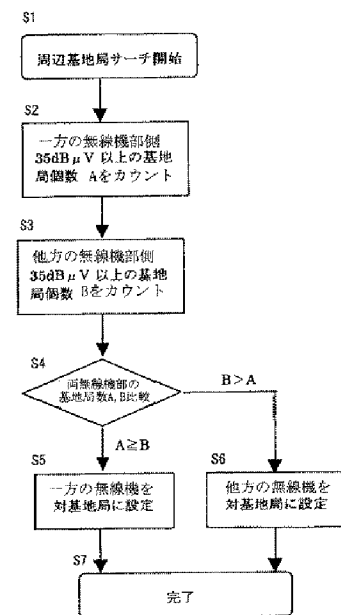 S1
周辺基地局サーチ開始
S2
一方の無線機部側
35dBμV 以上の基地
局個数 Aをカウント
S3
他方の無線機部側
35dBμV 以上の基地
局個数 Bをカウント
S4
両無線機部の
基地局数A,B比較
B>A
A≧B
S5
一方の無線機を
対基地局に設定
S6
他方の無線機を
対基地局に設定
S7
完了